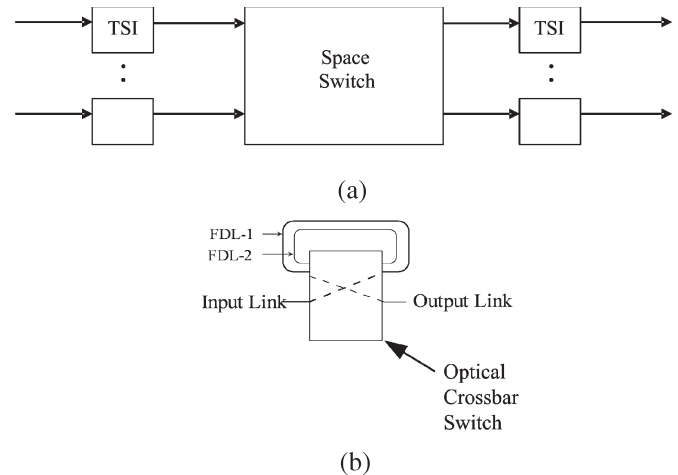 TSI
Space
Switch
TSI
(a)
FDL-1
FDL-2
Input Link
Output Link
Optical
Crossbar
Switch
(b)